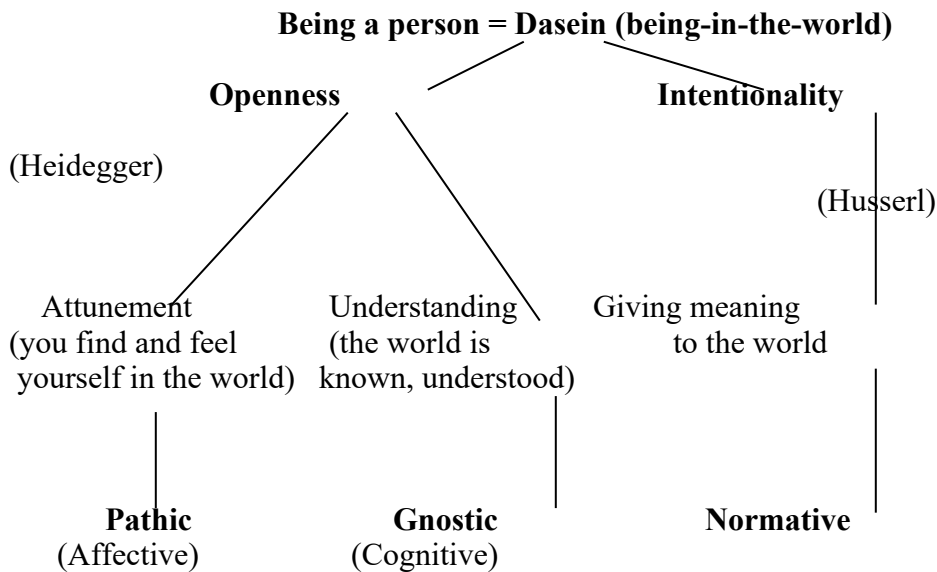 Being a person = Dasein (being-in-the-world)
Openness Intentionality
(Heidegger)
(Husserl)
Attunement Understanding Giving meaning
(you find and feel (the world is to the world
yourself in the world) known, understood)
Pathic Gnostic Normative
(Affective) (Cognitive)